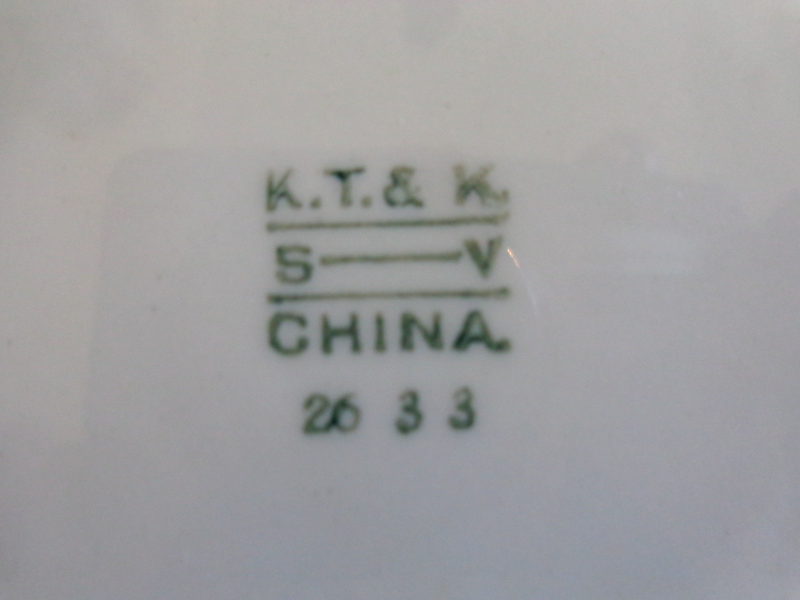 K.T.& K.
S——V
CHINA.
26 3 3